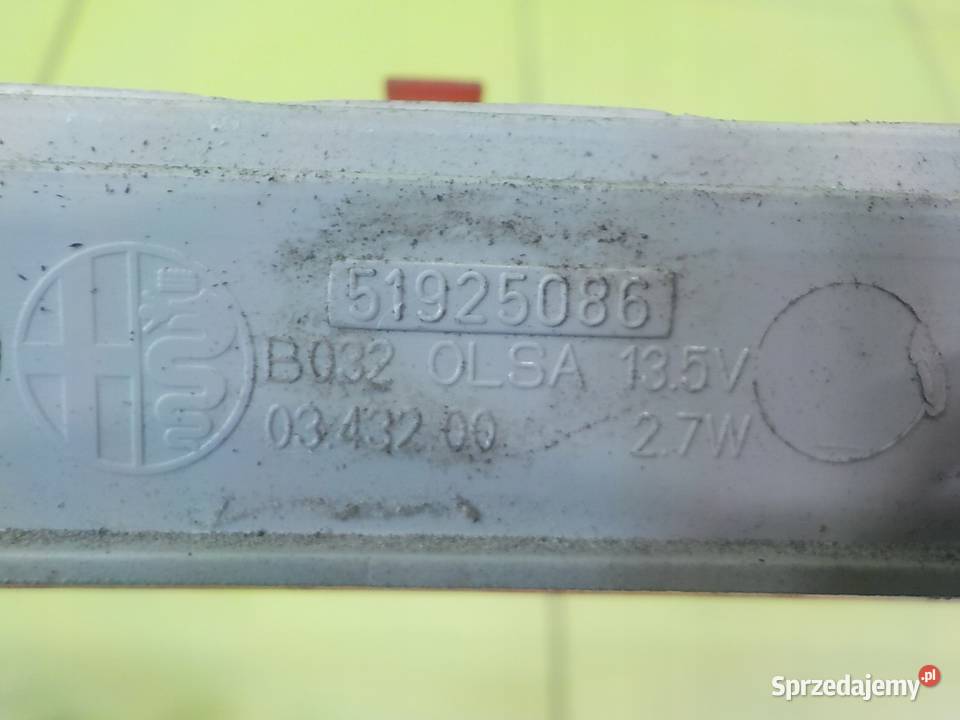 51925086
B032 OLSA 13.5V
03.432.00 2.7W
Sprzedajemy.pl